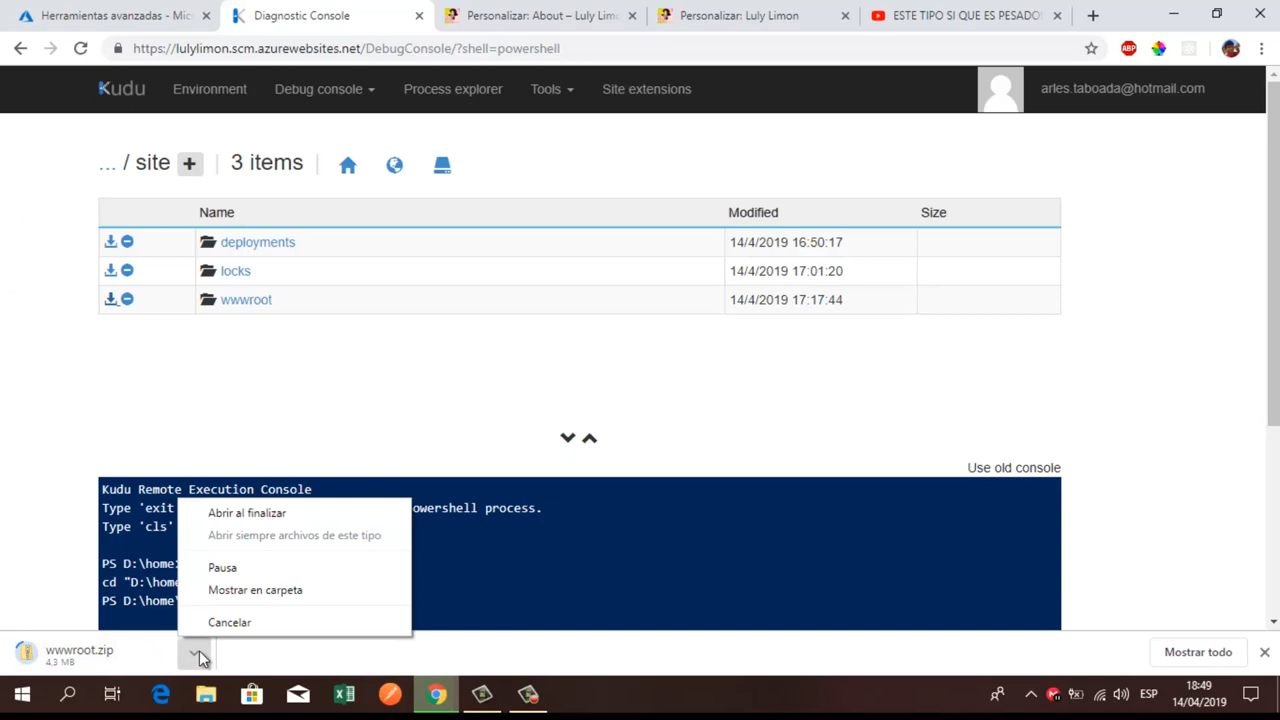 Herramientas avanzadas - Mic
Diagnostic Console
Personalizar: About – Luly Limo
Personalizar: Luly Limon
ESTE TIPO SI QUE ES PESADO
https://lulylimon.scm.azurewebsites.net/DebugConsole/?shell=powershell
ABP
Kudu
Environment
Debug console
Process explorer
Tools
Site extensions
arles.taboada@hotmail.com
... / site
3 items
Name
Modified
Size
deployments
14/4/2019 16:50:17
locks
14/4/2019 17:01:20
wwwroot
14/4/2019 17:17:44
Use old console
Kudu Remote Execution Console
Type 'exit
owershell process.
Type 'cls'
PS D:\home>
cd "D:\home
PS D:\home\
Abrir al finalizar
Abrir siempre archivos de este tipo
Pausa
Mostrar en carpeta
Cancelar
wwwroot.zip
4.3 MB
Mostrar todo
ESP
18:49
14/04/2019